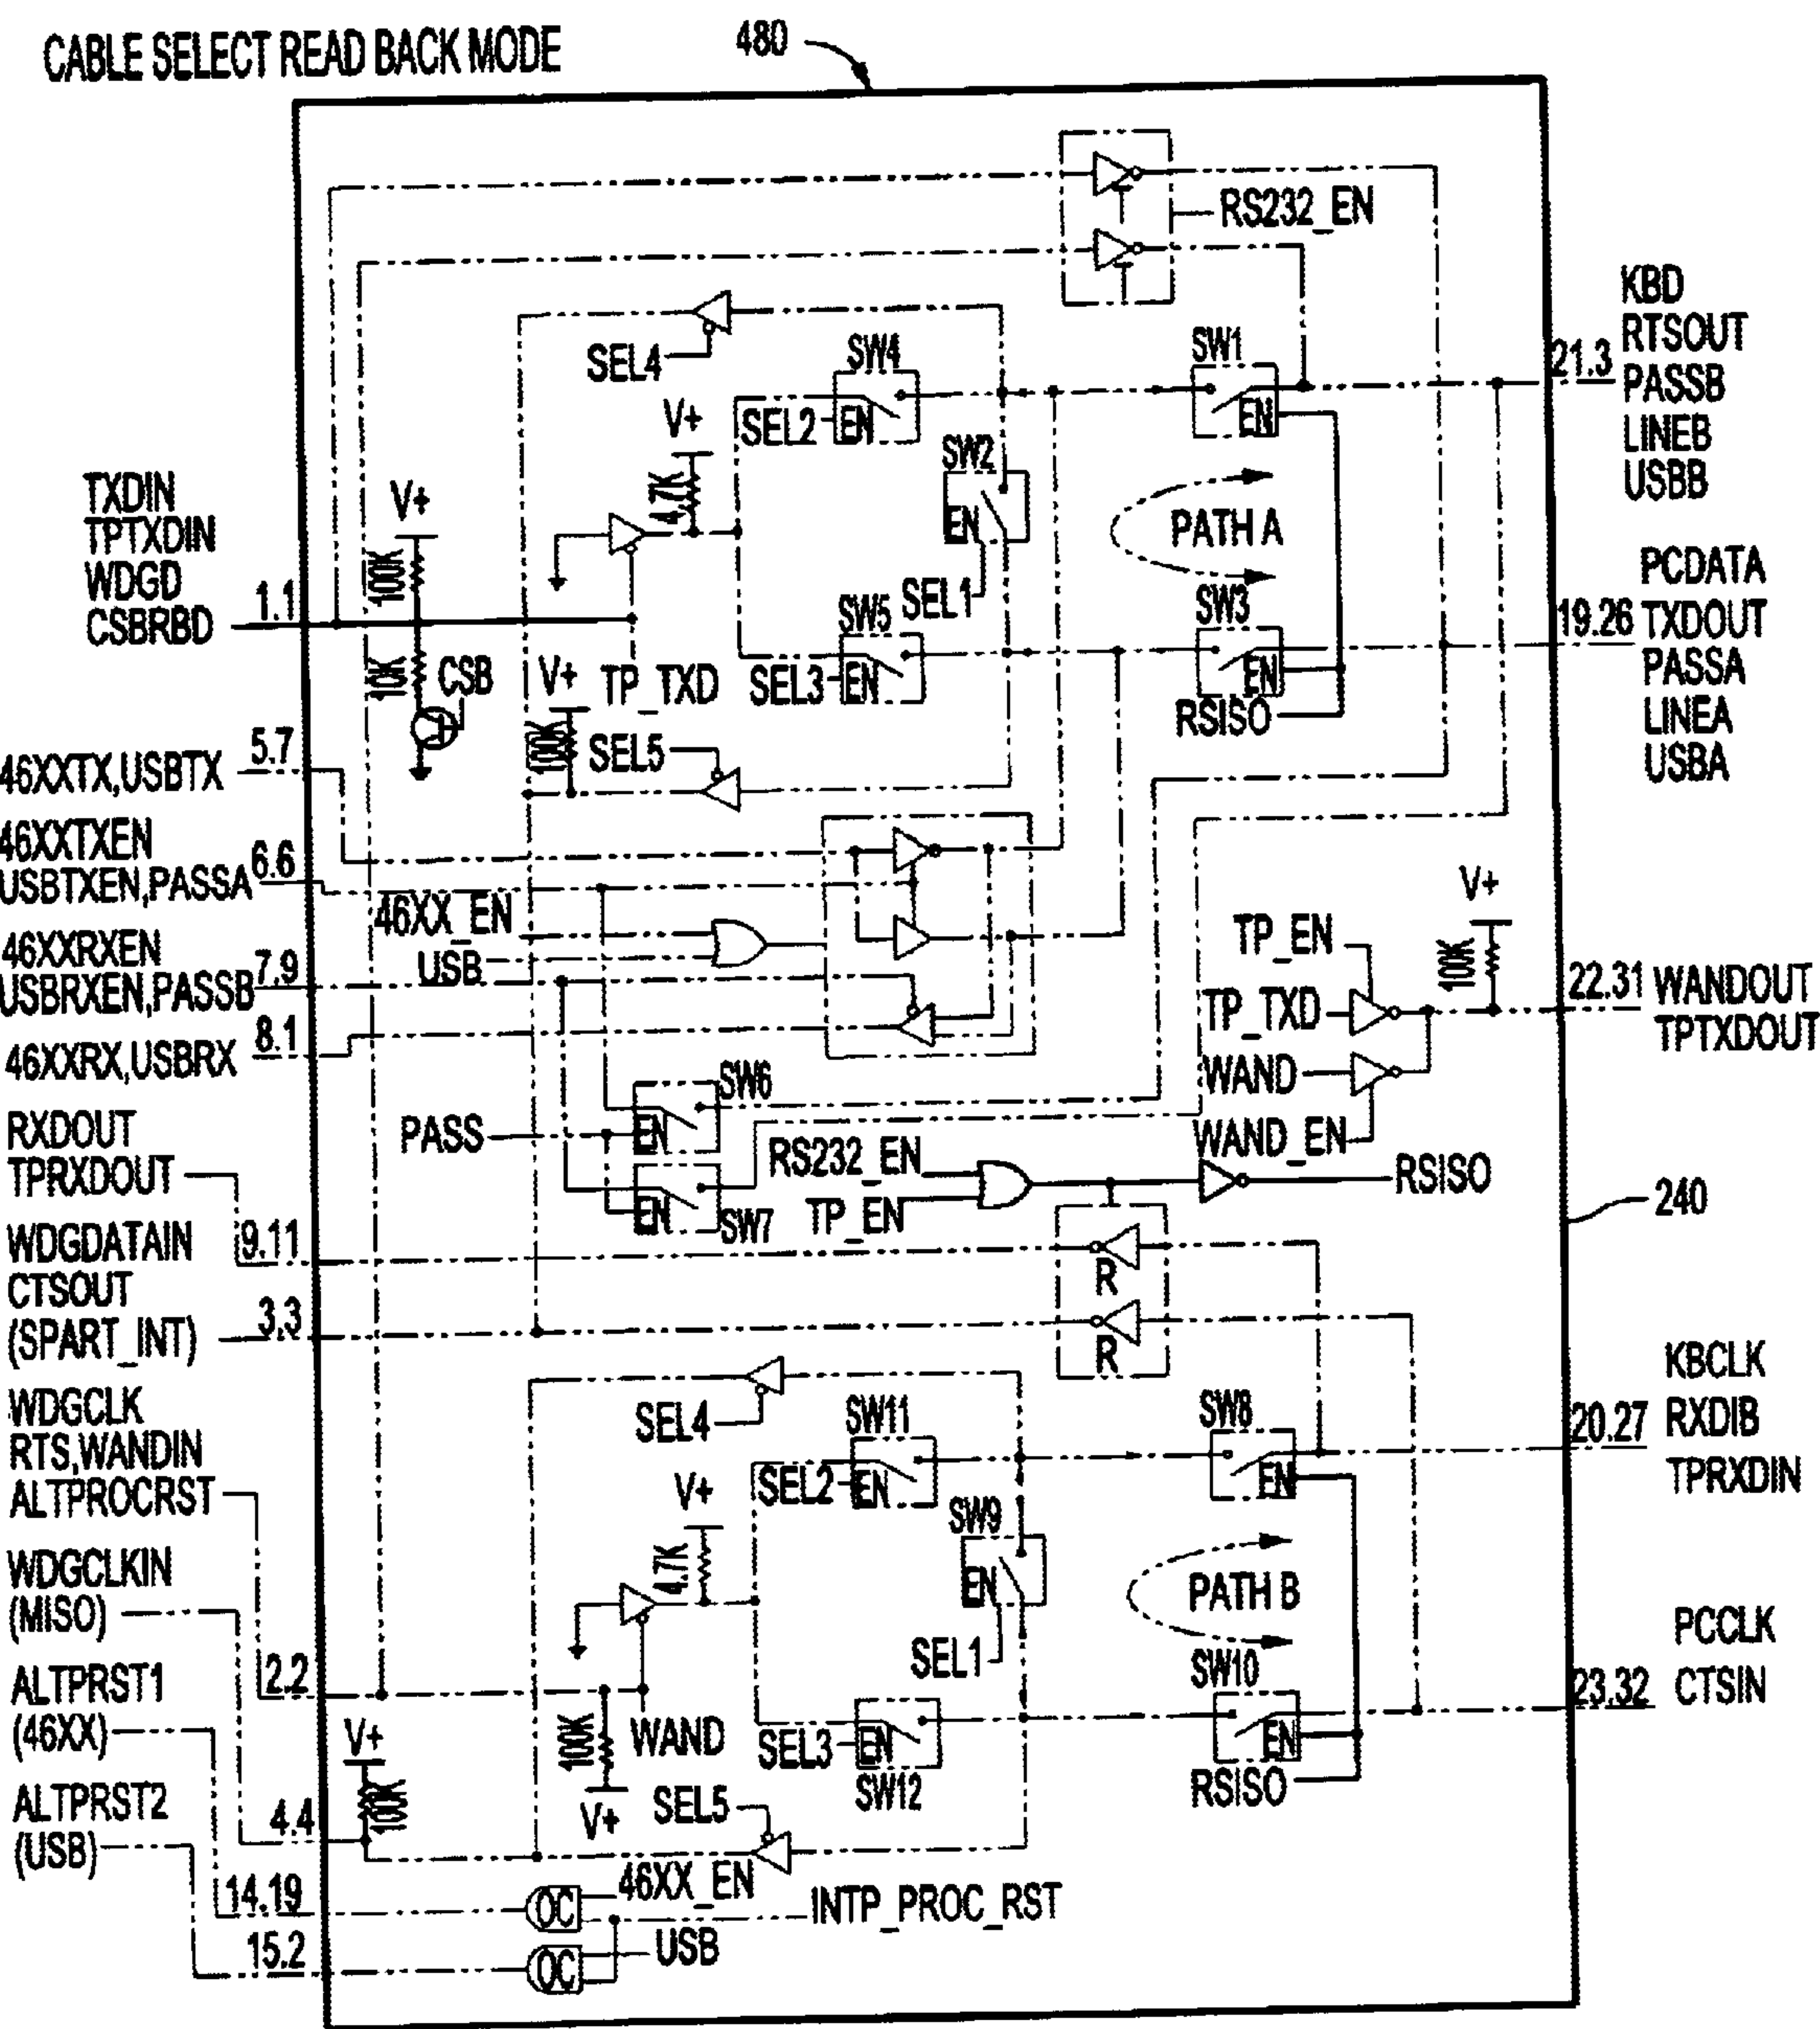 CABLE SELECT READ BACK MODE
480
RS232_EN
KBD
RTSOUT
21.3
PASSB
LINEB
USBB
SEL4
SW4
SW1
V+
SEL2
EN
EN
4.7K
SW2
EN
PATH A
TXDIN
TPTXDIN
WDGD
CSBRBD
1.1
V+
100K
10K
CSB
SEL1
SW5
SW3
PCDATA
19.26
TXDOUT
PASSA
LINEA
USBA
V+
TP_TXD
SEL3
EN
EN
RSISO
100K
SEL5
5.7
46XXTX,USBTX
46XXTXEN
6.6
USBTXEN,PASSA
46XX_EN
USB
46XXRXEN
7.9
USBRXEN,PASSB
8.1
46XXRX,USBRX
V+
TP_EN
100K
TP_TXD
22.31
WANDOUT
TPTXDOUT
WAND
WAND_EN
SW6
PASS
EN
EN
SW7
RS232_EN
TP_EN
RSISO
240
RXDOUT
TPRXDOUT
9.11
WDGDATAIN
CTSOUT
(SPART_INT)
3.3
R
R
WDGCLK
RTS,WANDIN
ALTPROCRST
WDGCLKIN
(MISO)
2.2
SEL4
SW11
SW8
KBCLK
20.27
RXDIB
TPRXDIN
SEL2
EN
EN
V+
4.7K
SW9
EN
PATH B
SEL1
SW10
PCCLK
23.32
CTSIN
ALTPRST1
(46XX)
V+
100K
100K
V+
WAND
SEL3
EN
SW12
EN
RSISO
ALTPRST2
(USB)
4.4
SEL5
14.19
OC
46XX_EN
INTP_PROC_RST
15.2
OC
USB